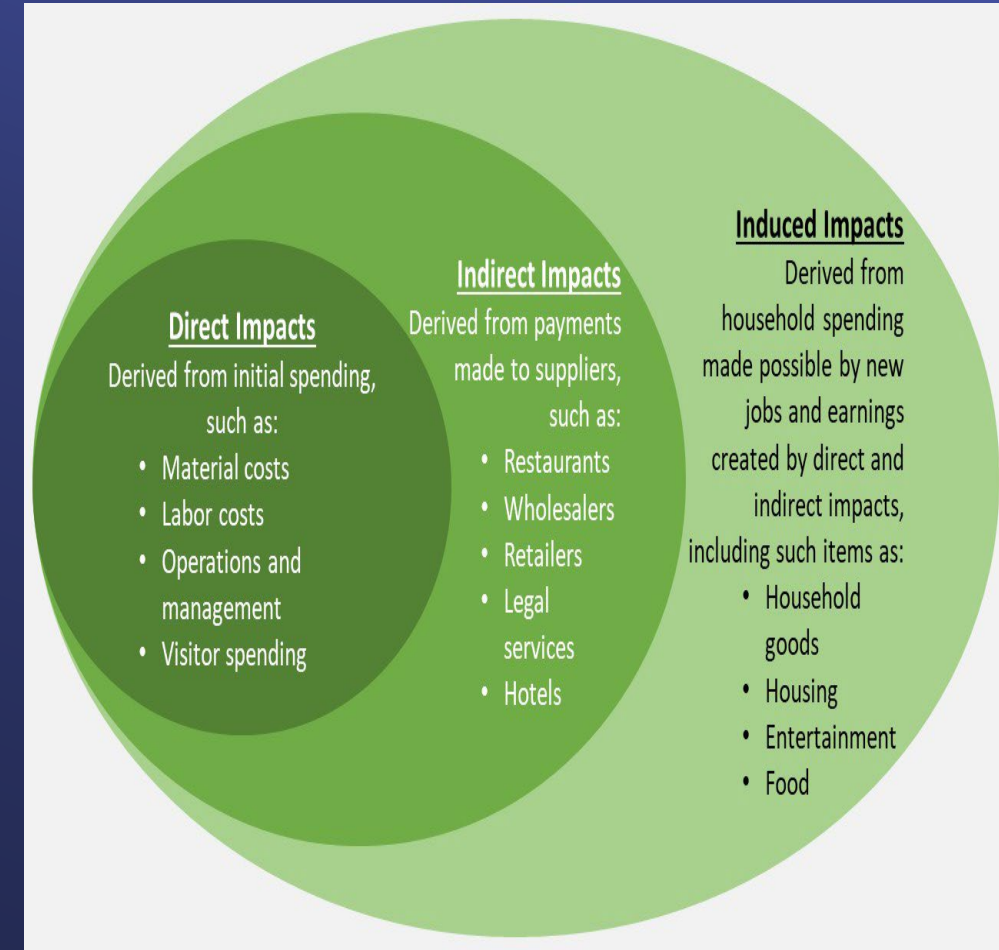 Direct Impacts
Derived from initial spending,
such as:
• Material costs
• Labor costs
• Operations and
management
• Visitor spending
Indirect Impacts
Derived from payments
made to suppliers,
such as:
• Restaurants
• Wholesalers
• Retailers
• Legal
services
• Hotels
Induced Impacts
Derived from
household spending
made possible by new
jobs and earnings
created by direct and
indirect impacts,
including such items as:
• Household
goods
• Housing
• Entertainment
• Food